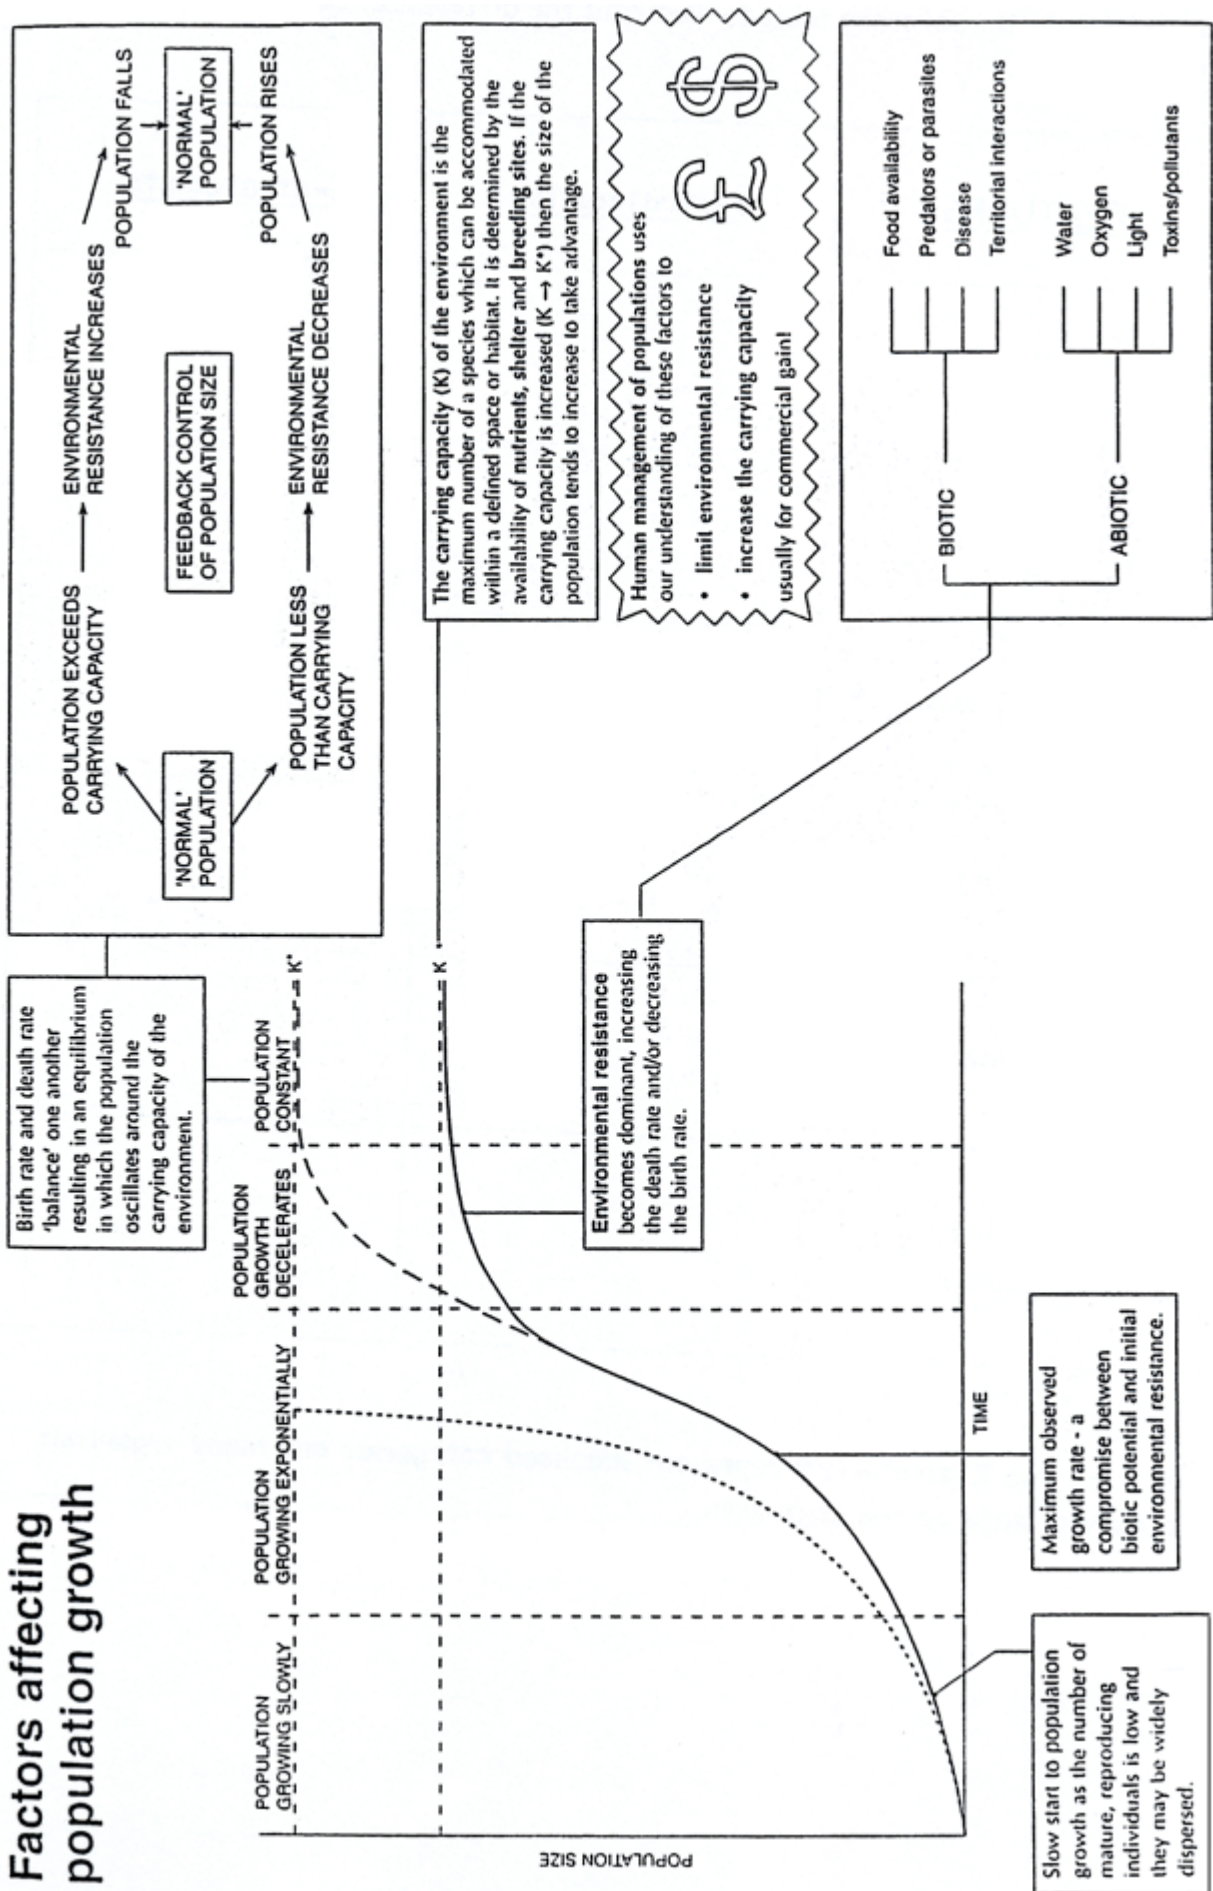 Factors affecting
population growth
Birth rate and death rate
'balance' one another
resulting in an equilibrium
in which the population
oscillates around the
carrying capacity of the
environment.
POPULATION EXCEEDS
CARRYING CAPACITY
ENVIRONMENTAL
RESISTANCE INCREASES
POPULATION FALLS
'NORMAL'
POPULATION
FEEDBACK CONTROL
OF POPULATION SIZE
'NORMAL'
POPULATION
POPULATION LESS
THAN CARRYING
CAPACITY
ENVIRONMENTAL
RESISTANCE DECREASES
POPULATION RISES
POPULATION
GROWING SLOWLY
POPULATION
GROWING EXPONENTIALLY
POPULATION
GROWTH
DECELERATES
POPULATION
CONSTANT
K*
K
The carrying capacity (K) of the environment is the
maximum number of a species which can be accommodated
within a defined space or habitat. It is determined by the
availability of nutrients, shelter and breeding sites. If the
carrying capacity is increased (K → K*) then the size of the
population tends to increase to take advantage.
Human management of populations uses
our understanding of these factors to
• limit environmental resistance
• increase the carrying capacity
usually for commercial gain!
£ $
Environmental resistance
becomes dominant, increasing
the death rate and/or decreasing
the birth rate.
BIOTIC
Food availability
Predators or parasites
Disease
Territorial interactions
ABIOTIC
Water
Oxygen
Light
Toxins/pollutants
POPULATION SIZE
TIME
Slow start to population
growth as the number of
mature, reproducing
individuals is low and
they may be widely
dispersed.
Maximum observed
growth rate - a
compromise between
biotic potential and initial
environmental resistance.